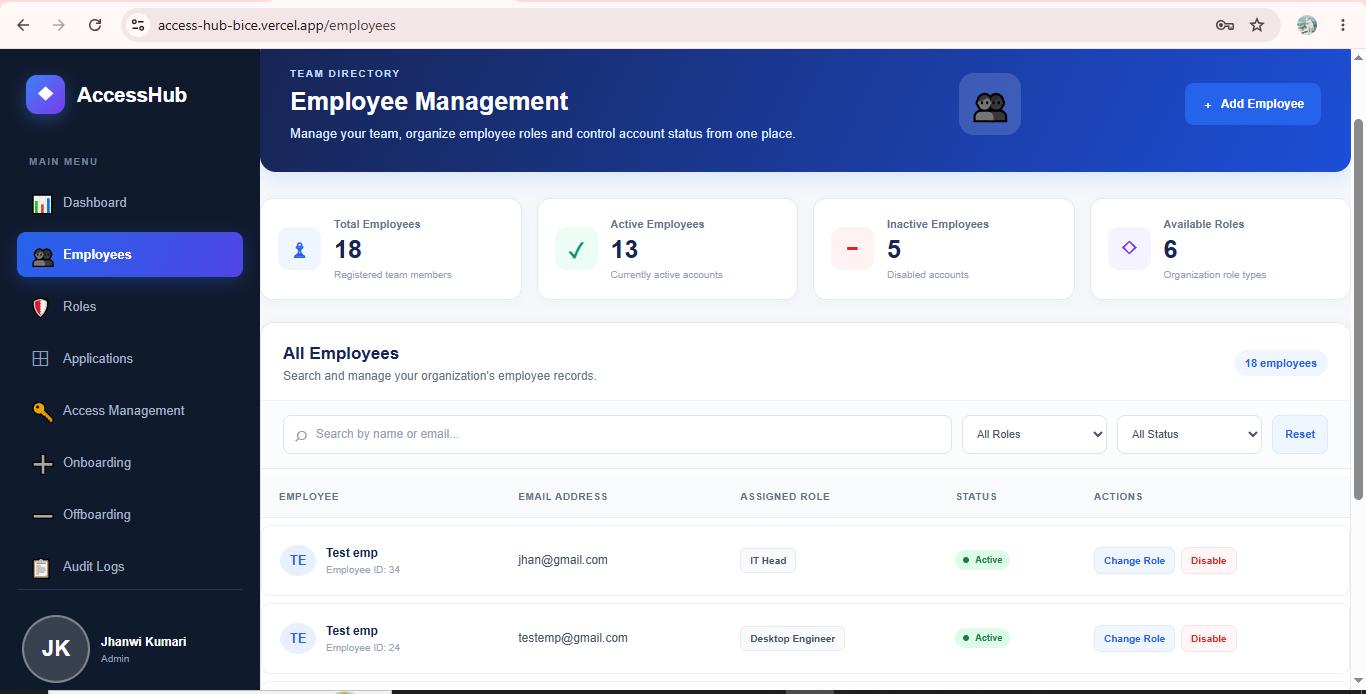 access-hub-bice.vercel.app/employees
AccessHub
MAIN MENU
Dashboard
Employees
Roles
Applications
Access Management
Onboarding
Offboarding
Audit Logs
JK
Jhanwi Kumari
Admin
TEAM DIRECTORY
Employee Management
Manage your team, organize employee roles and control account status from one place.
+ Add Employee
Total Employees
18
Registered team members
Active Employees
13
Currently active accounts
Inactive Employees
5
Disabled accounts
Available Roles
6
Organization role types
All Employees
Search and manage your organization's employee records.
18 employees
Search by name or email...
All Roles
All Status
Reset
EMPLOYEE EMAIL ADDRESS ASSIGNED ROLE STATUS ACTIONS
TE
Test emp
Employee ID: 34
jhan@gmail.com
IT Head
Active
Change Role
Disable
TE
Test emp
Employee ID: 24
testemp@gmail.com
Desktop Engineer
Active
Change Role
Disable